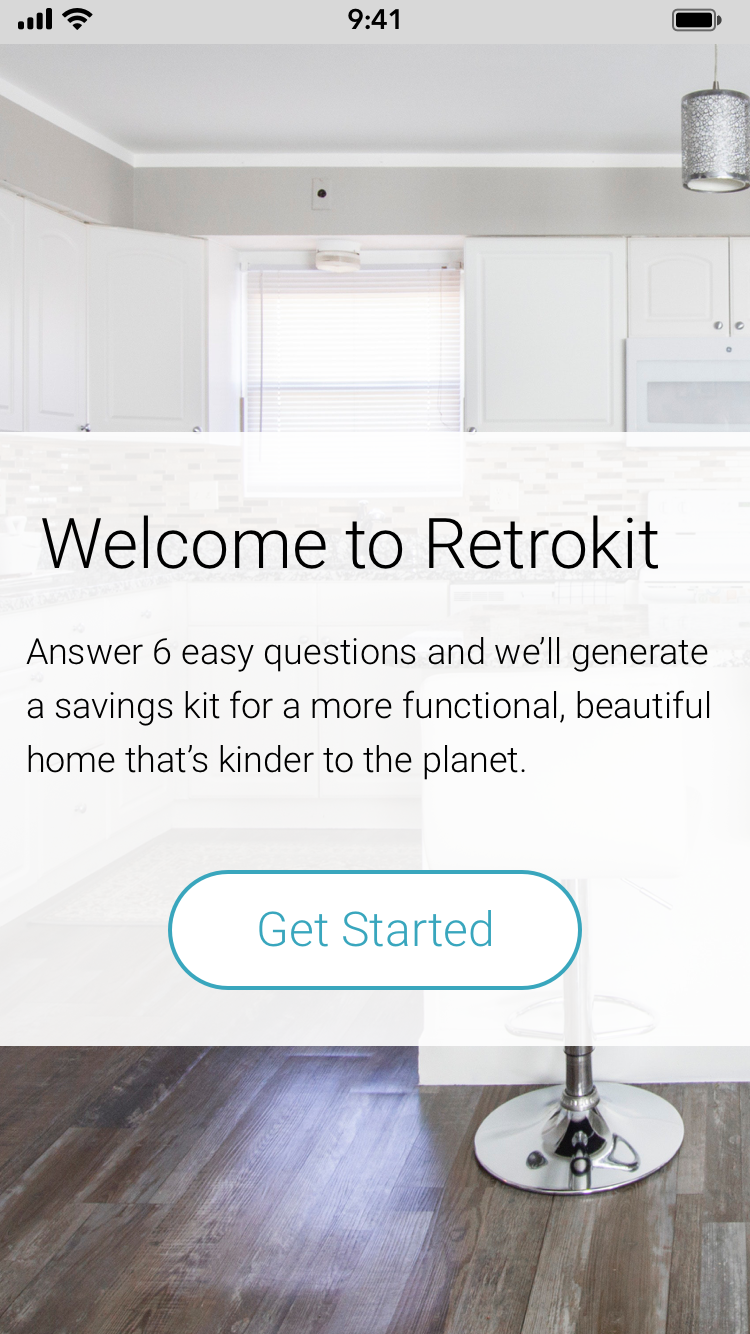 9:41
Welcome to Retrokit
Answer 6 easy questions and we’ll generate
a savings kit for a more functional, beautiful
home that’s kinder to the planet.
Get Started